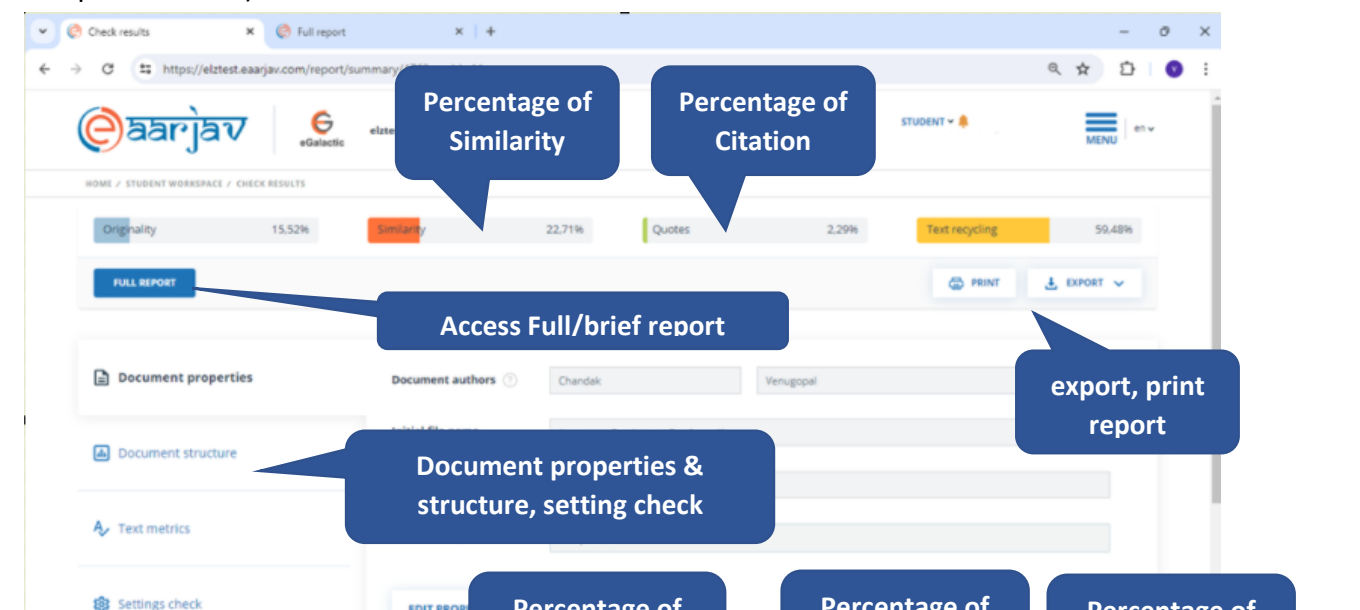 Check results
Full report
https://elztest.eaarjav.com/report/summary/
Percentage of
Similarity
Percentage of
Citation
eaarjav
eGalactic
STUDENT
MENU
en
HOME / STUDENT WORKSPACE / CHECK RESULTS
Originality 15.52% Similarity 22.71% Quotes 2.29% Text recycling 59.48%
FULL REPORT
PRINT
EXPORT
Access Full/brief report
Document properties
Document authors
Chandak
Venugopal
export, print
report
Document structure
Document properties &
structure, setting check
Text metrics
Settings check
Percentage of
Percentage of
Percentage of